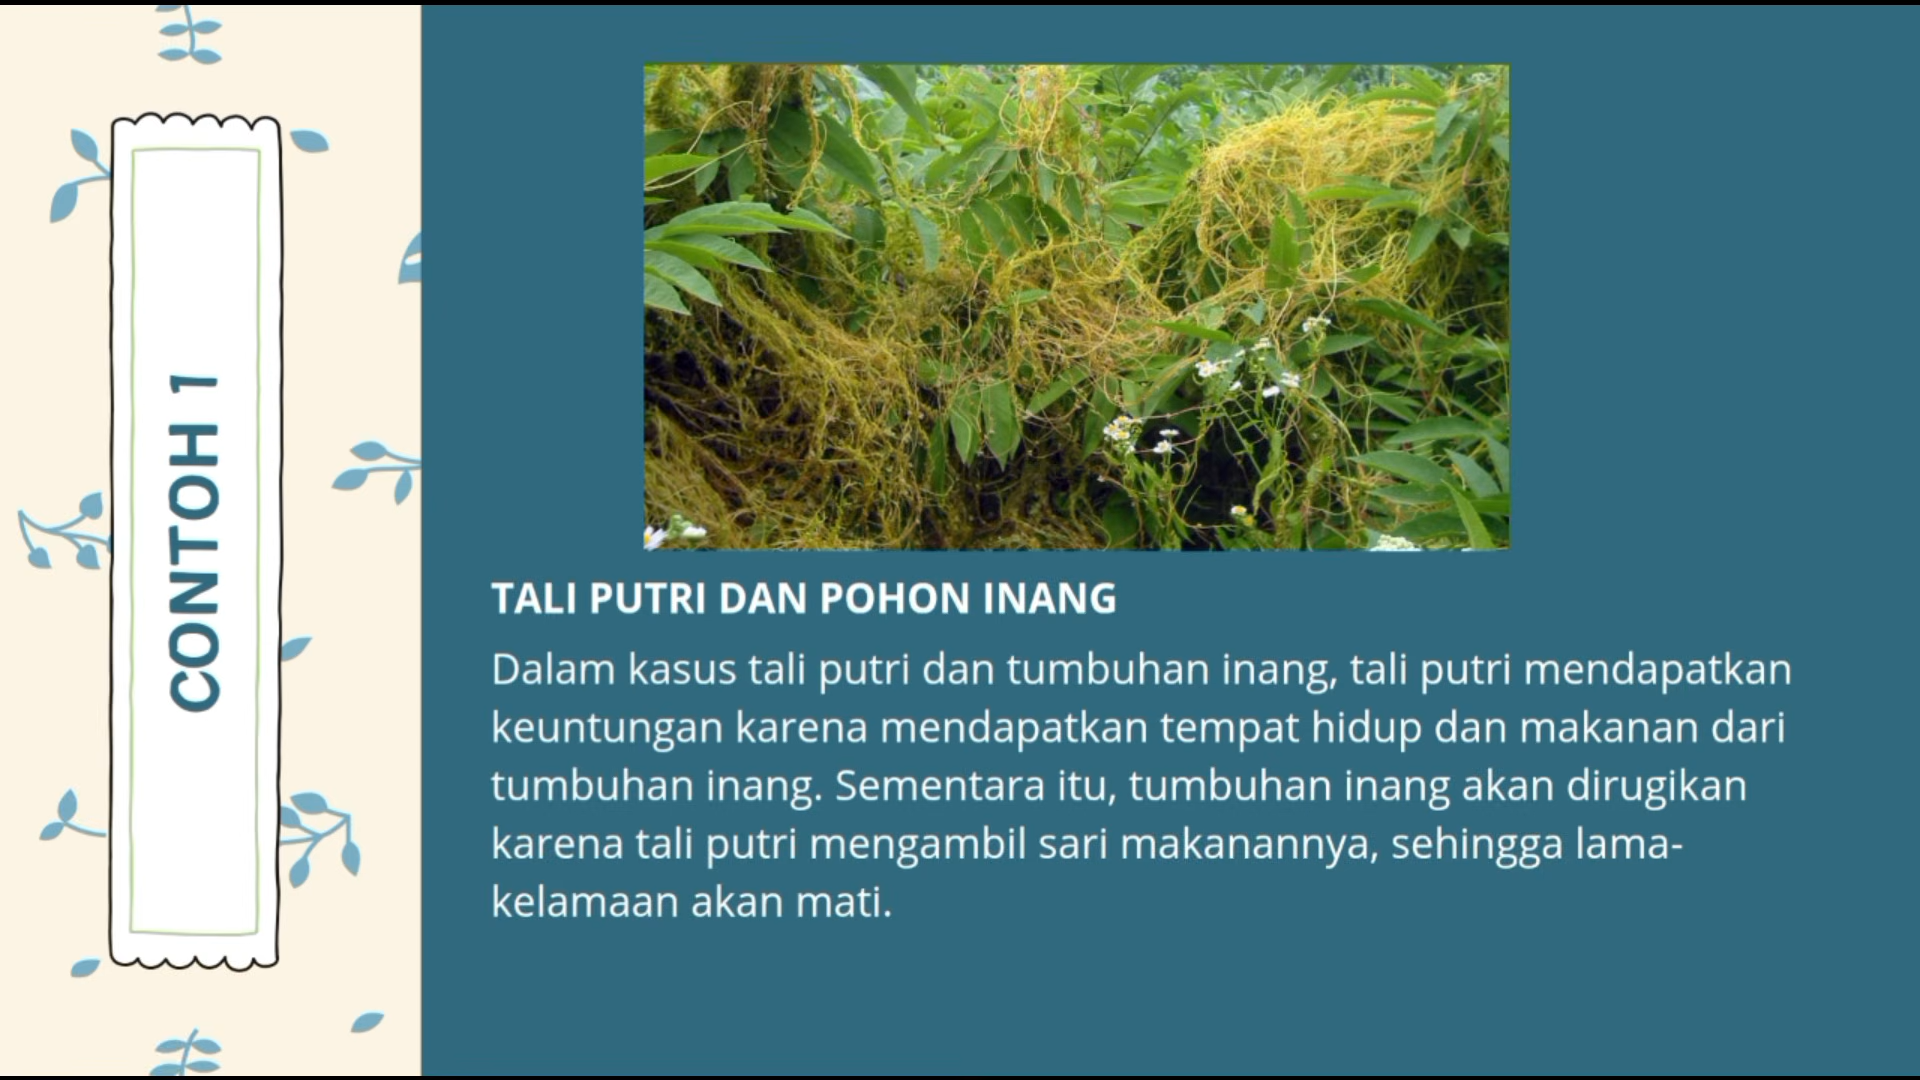 CONTOH 1
TALI PUTRI DAN POHON INANG
Dalam kasus tali putri dan tumbuhan inang, tali putri mendapatkan
keuntungan karena mendapatkan tempat hidup dan makanan dari
tumbuhan inang. Sementara itu, tumbuhan inang akan dirugikan
karena tali putri mengambil sari makanannya, sehingga lama-
kelamaan akan mati.